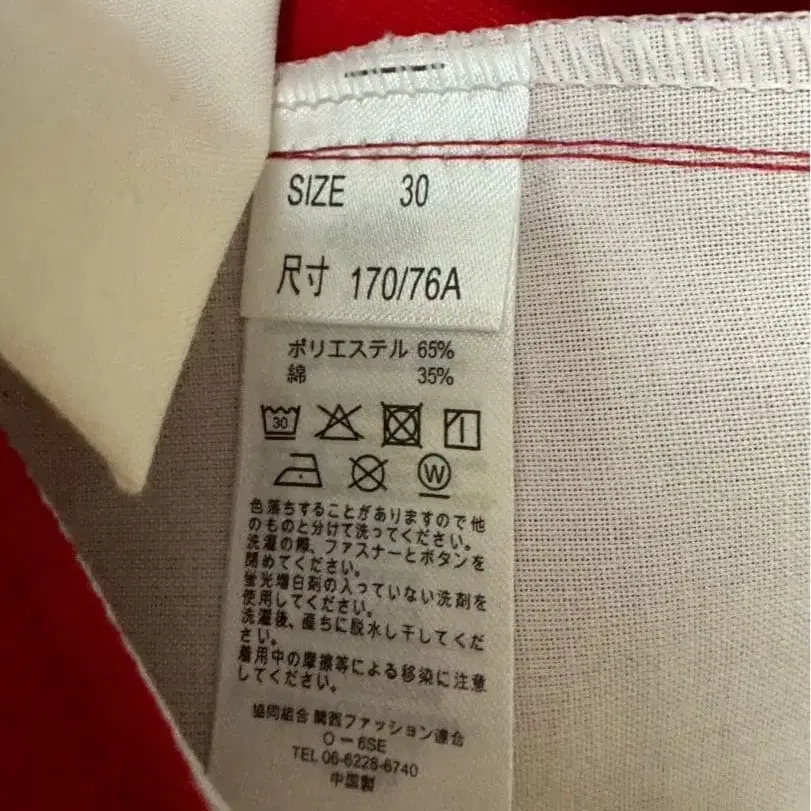 SIZE 30
尺寸 170/76A
ポリエステル 65%
綿 35%
30
W
色落ちすることがありますので他
のものと分けて洗ってください。
洗濯の際、ファスナーとボタンを
閉めてください。
蛍光増白剤の入っていない洗剤を
使用してください。
洗濯後、直ちに脱水し干してくだ
さい。
着用中の摩擦等による移染に注意
してください。
協同組合 関西ファッション連合
O－6SE
TEL 06-6228-6740
中国製